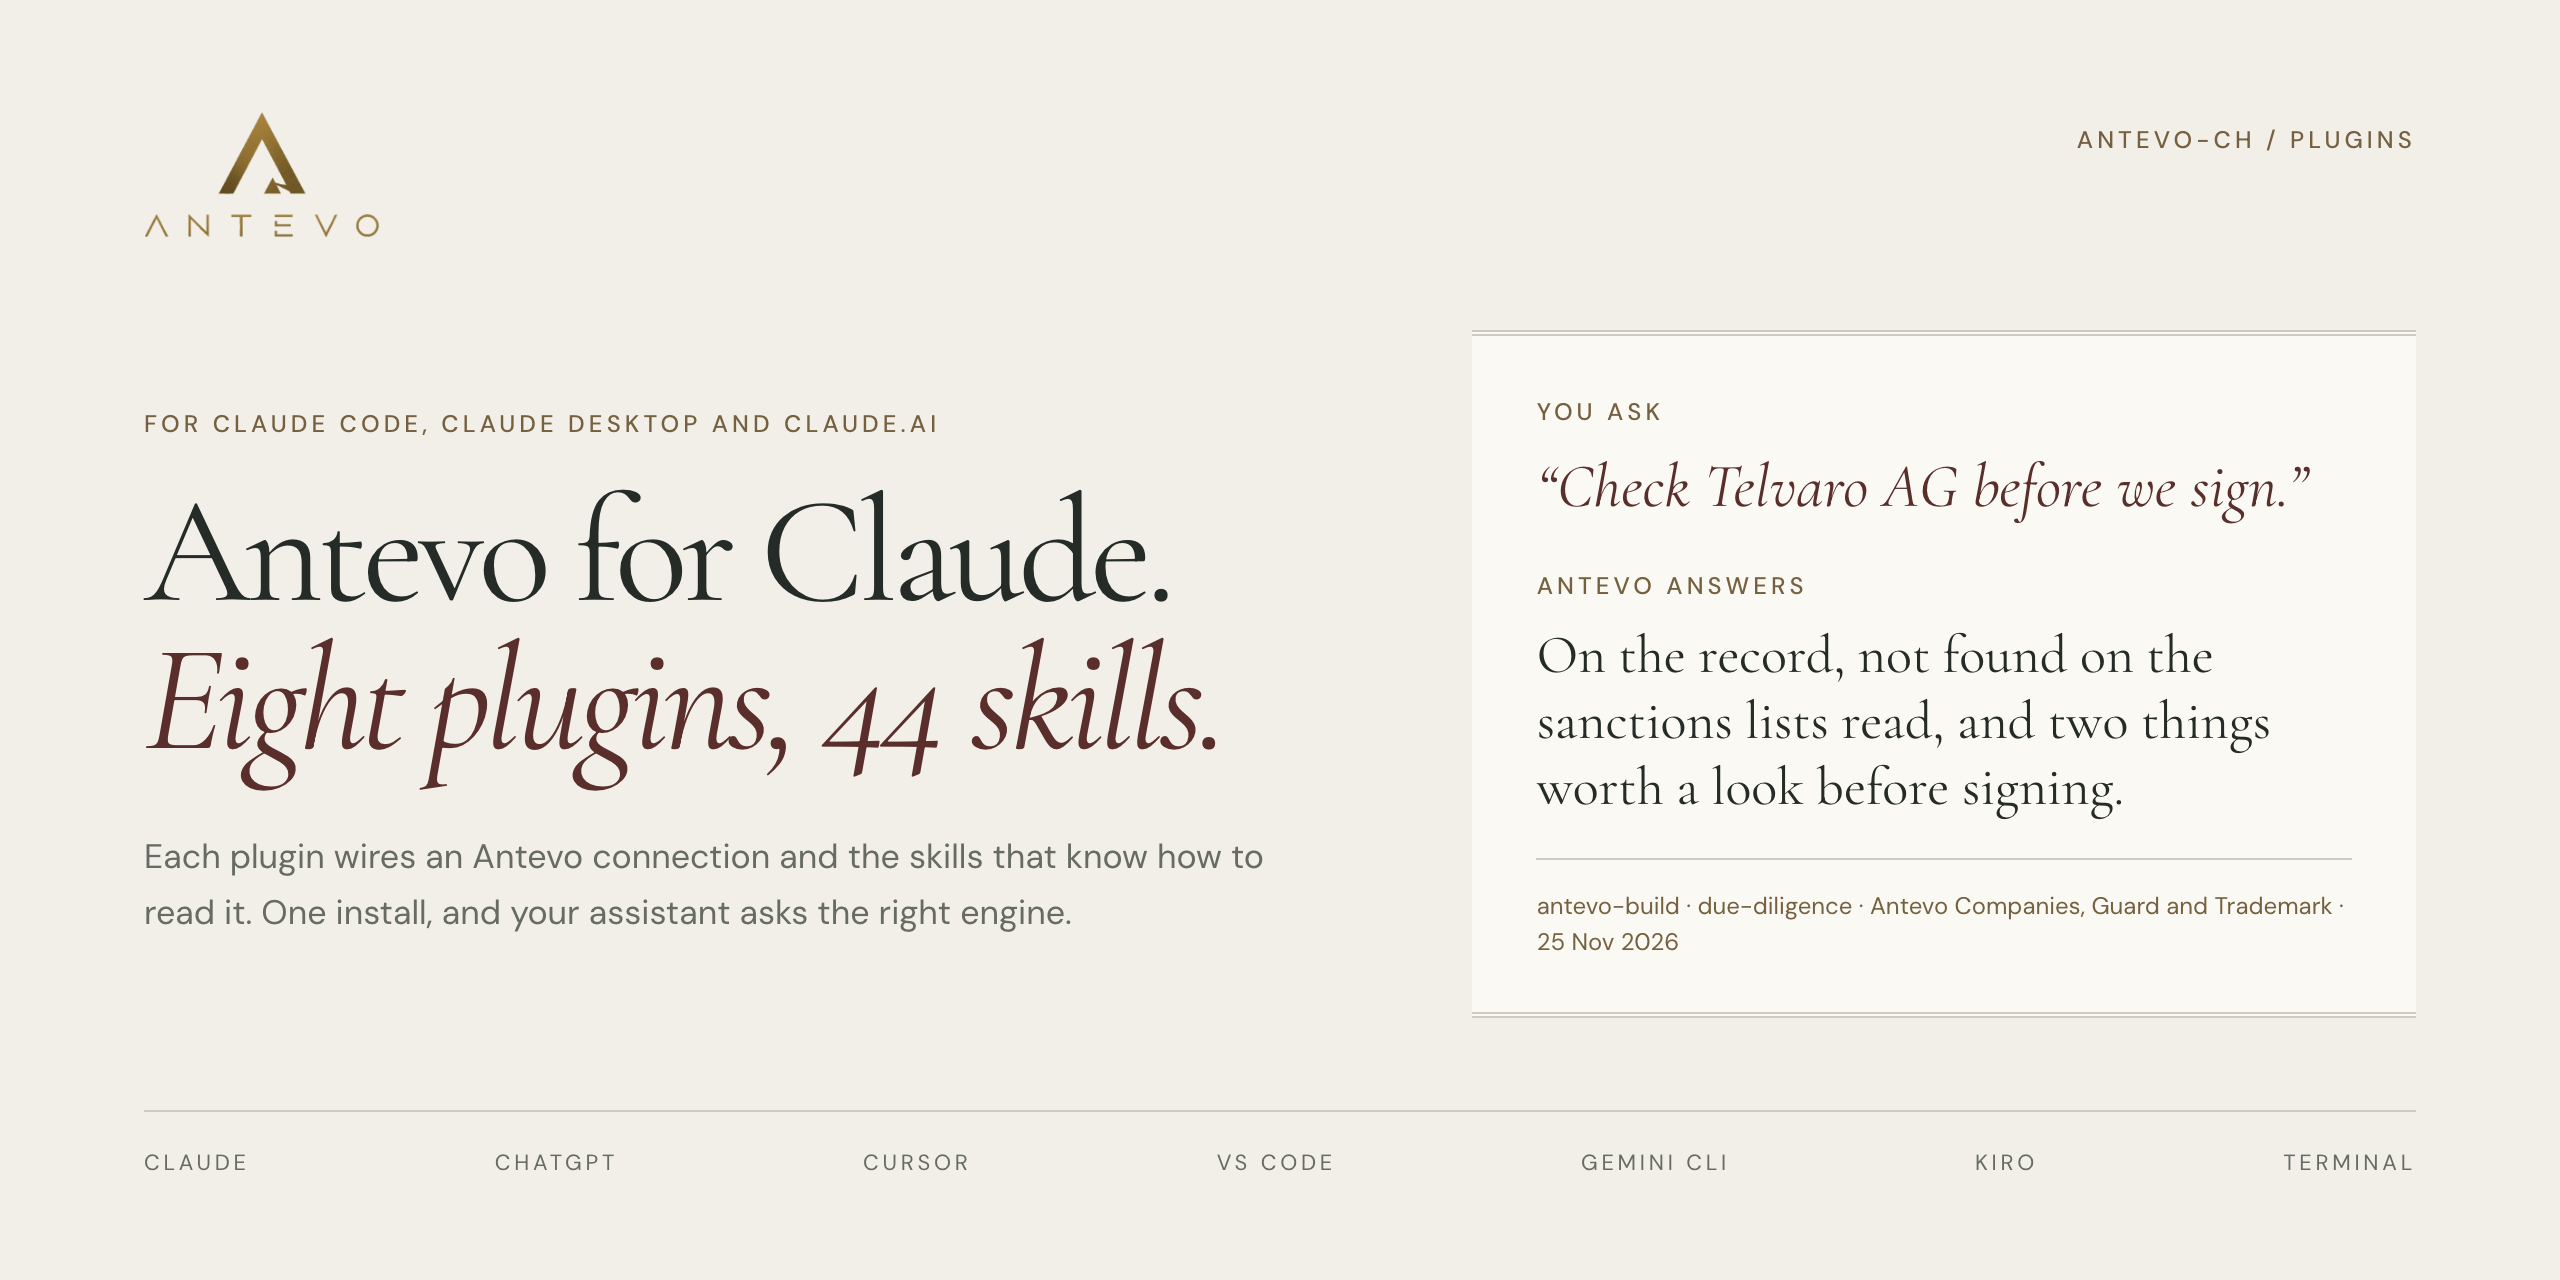 ANTEVO
ANTEVO-CH / PLUGINS
FOR CLAUDE CODE, CLAUDE DESKTOP AND CLAUDE.AI
Antevo for Claude.
Eight plugins, 44 skills.
Each plugin wires an Antevo connection and the skills that know how to
read it. One install, and your assistant asks the right engine.
YOU ASK
“Check Telvaro AG before we sign.”
ANTEVO ANSWERS
On the record, not found on the
sanctions lists read, and two things
worth a look before signing.
antevo-build · due-diligence · Antevo Companies, Guard and Trademark ·
25 Nov 2026
CLAUDE CHATGPT CURSOR VS CODE GEMINI CLI KIRO TERMINAL